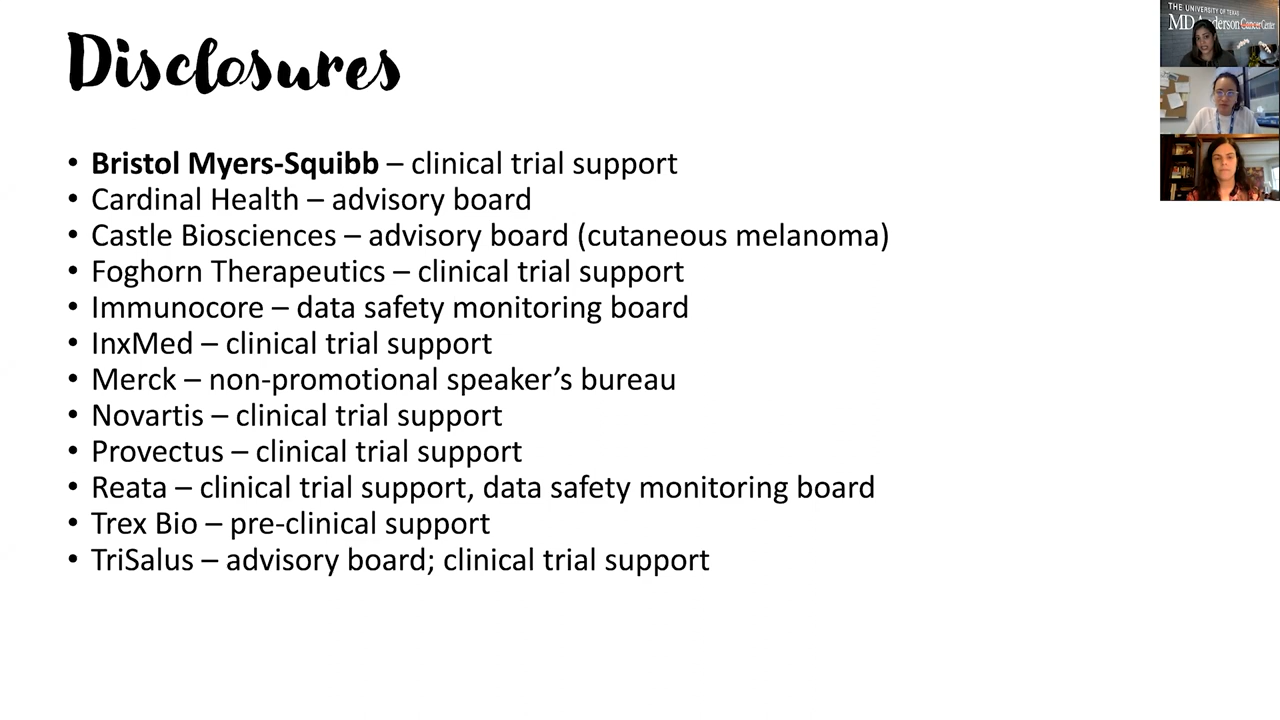 Disclosures
• Bristol Myers-Squibb – clinical trial support
• Cardinal Health – advisory board
• Castle Biosciences – advisory board (cutaneous melanoma)
• Foghorn Therapeutics – clinical trial support
• Immunocore – data safety monitoring board
• InxMed – clinical trial support
• Merck – non-promotional speaker’s bureau
• Novartis – clinical trial support
• Provectus – clinical trial support
• Reata – clinical trial support, data safety monitoring board
• Trex Bio – pre-clinical support
• TriSalus – advisory board; clinical trial support
THE UNIVERSITY OF TEXAS
MD Anderson Cancer Center